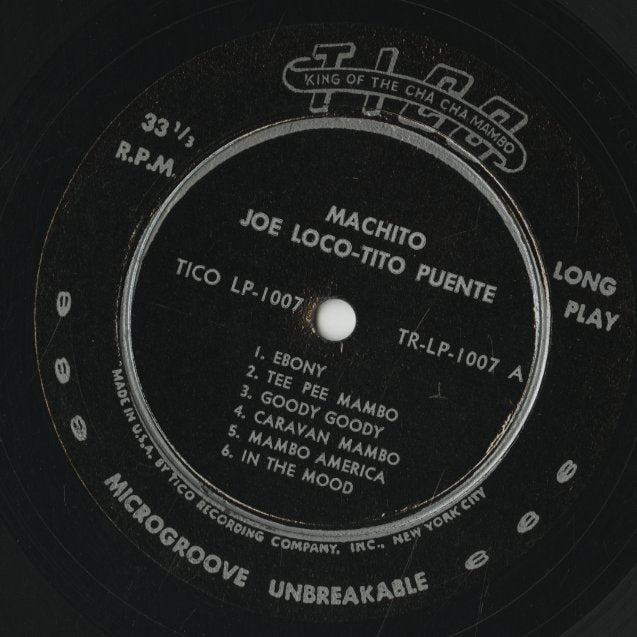 TICO
KING OF THE CHA CHA MAMBO
33 1/3
R.P.M.
MACHITO
JOE LOCO-TITO PUENTE
TICO LP-1007
LONG
PLAY
TR-LP-1007 A
1. EBONY
2. TEE PEE MAMBO
3. GOODY GOODY
4. CARAVAN MAMBO
5. MAMBO AMERICA
6. IN THE MOOD
MADE IN U.S.A. BY TICO RECORDING COMPANY, INC., NEW YORK CITY
MICROGROOVE UNBREAKABLE